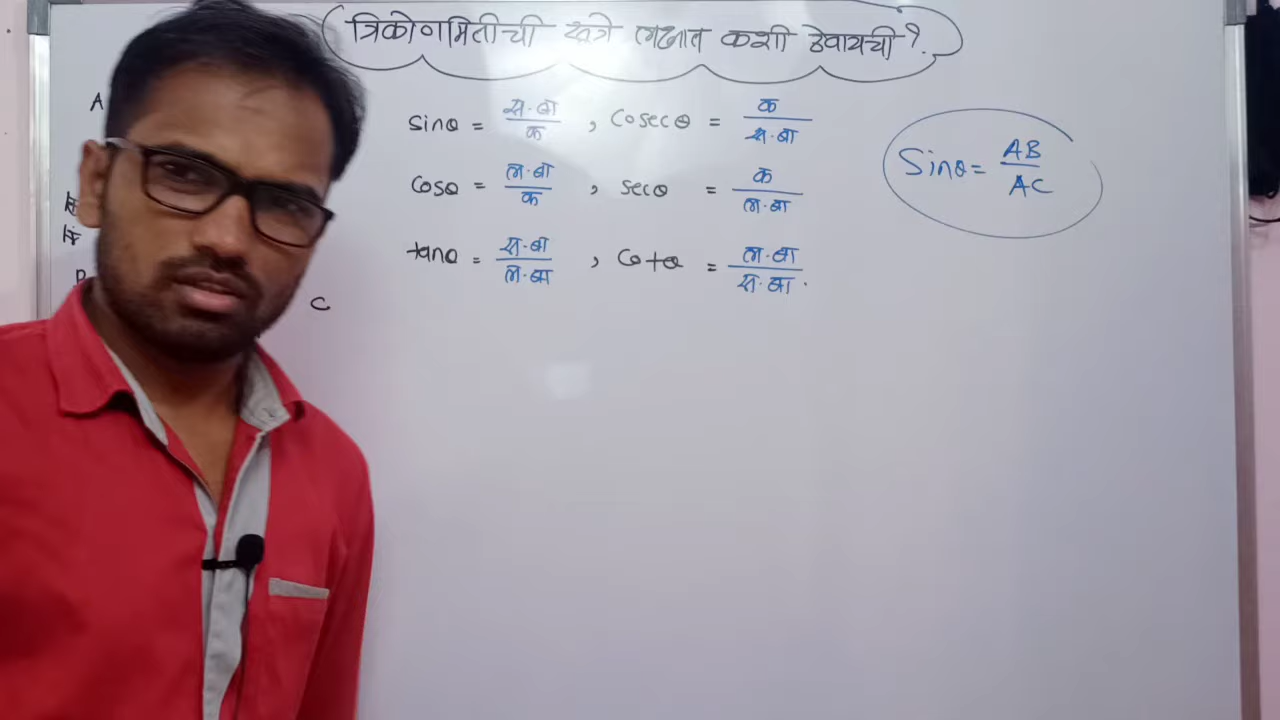 त्रिकोणमितीची सूत्रे लक्षात कशी ठेवायची ?
A
sinθ = स.बा / क , cosecθ = क / स.बा
Sinθ = AB / AC
cosθ = ल.बा / क , secθ = क / ल.बा
tanθ = स.बा / ल.बा , cotθ = ल.बा / स.बा .
C